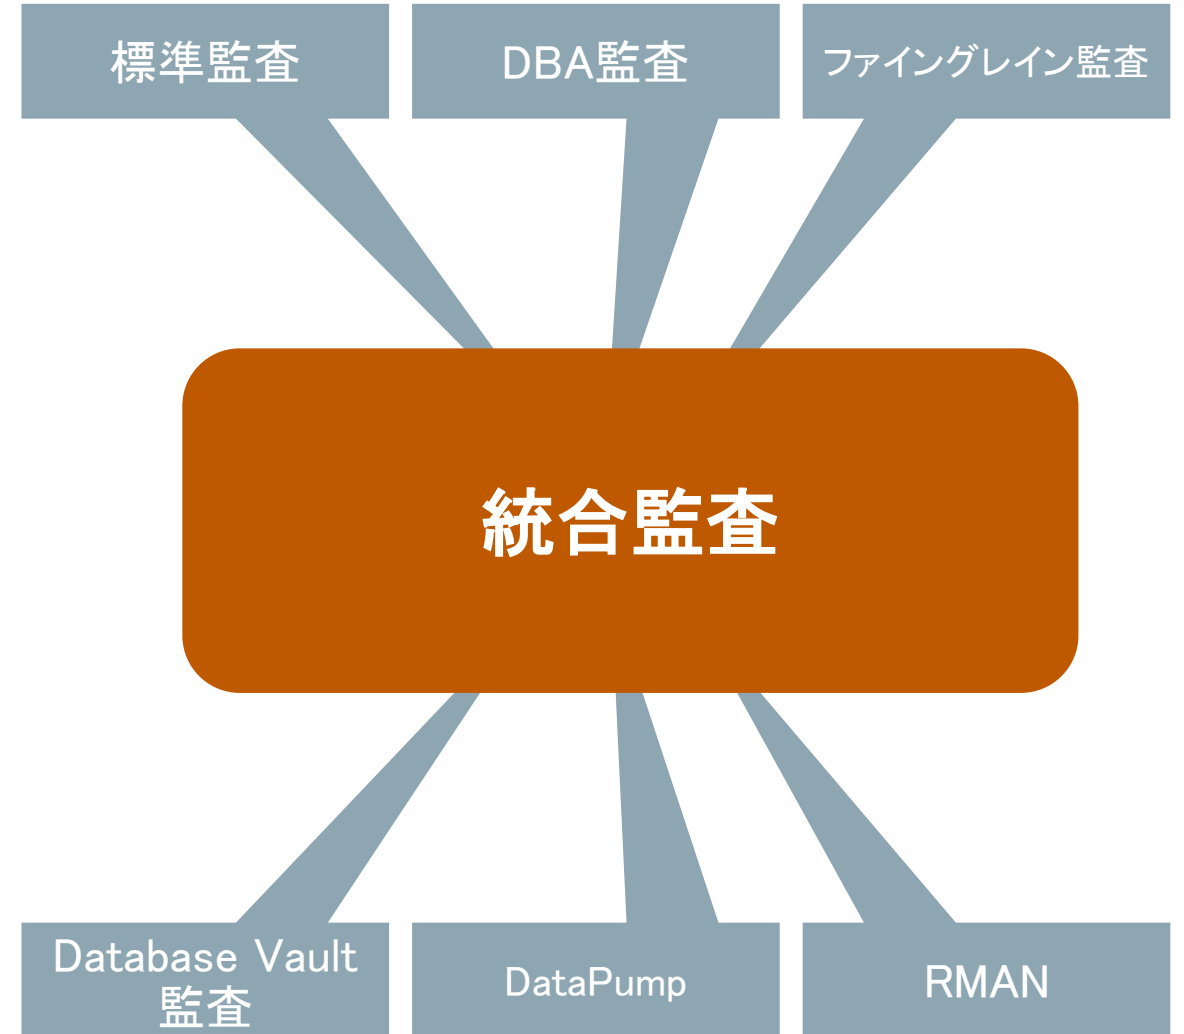 標準監査
DBA監査
ファイングレイン監査
統合監査
Database Vault
監査
DataPump
RMAN